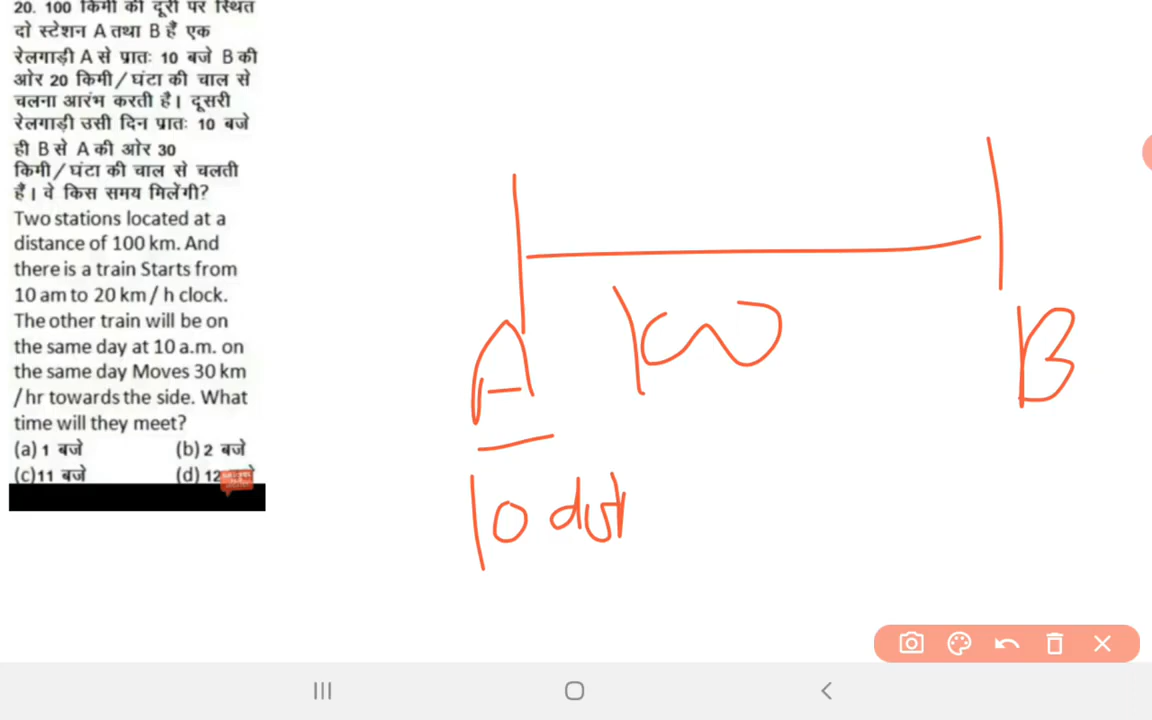 20. 100 किमी की दूरी पर स्थित
दो स्टेशन A तथा B हैं एक
रेलगाड़ी A से प्रातः 10 बजे B की
ओर 20 किमी/घंटा की चाल से
चलना आरंभ करती है। दूसरी
रेलगाड़ी उसी दिन प्रातः 10 बजे
ही B से A की ओर 30
किमी/घंटा की चाल से चलती
हैं। वे किस समय मिलेंगी?
Two stations located at a
distance of 100 km. And
there is a train Starts from
10 am to 20 km/ h clock.
The other train will be on
the same day at 10 a.m. on
the same day Moves 30 km
/hr towards the side. What
time will they meet?
(a) 1 बजे (b) 2 बजे
(c)11 बजे (d) 12
100
A
B
10